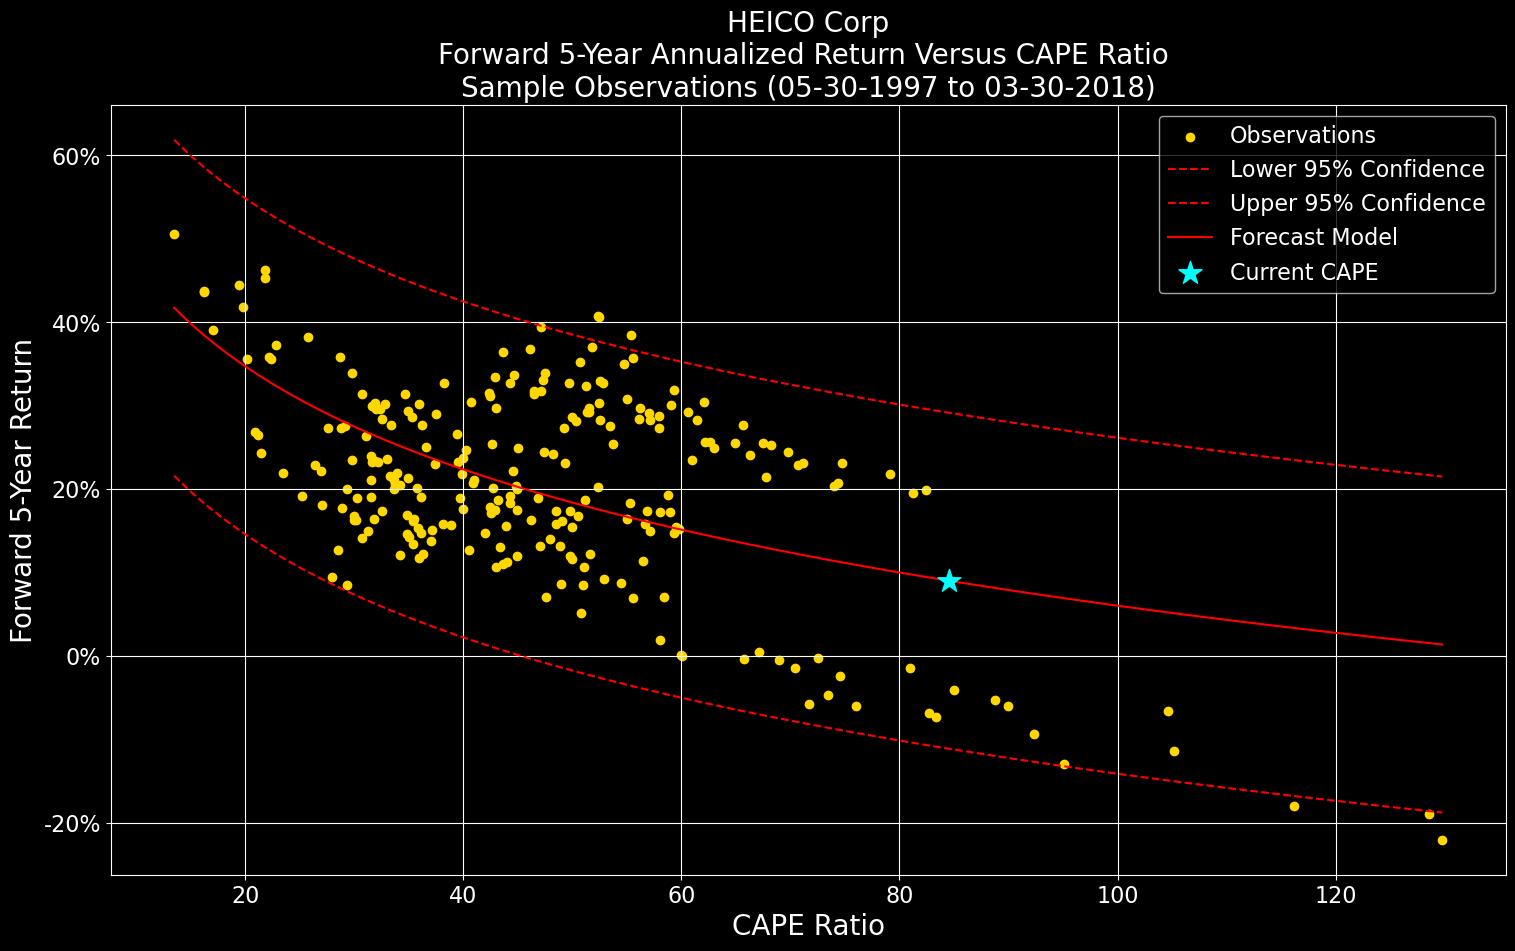 HEICO Corp
Forward 5-Year Annualized Return Versus CAPE Ratio
Sample Observations (05-30-1997 to 03-30-2018)
Observations
Lower 95% Confidence
Upper 95% Confidence
Forecast Model
Current CAPE
Forward 5-Year Return
60%
40%
20%
0%
-20%
20
40
60
80
100
120
CAPE Ratio